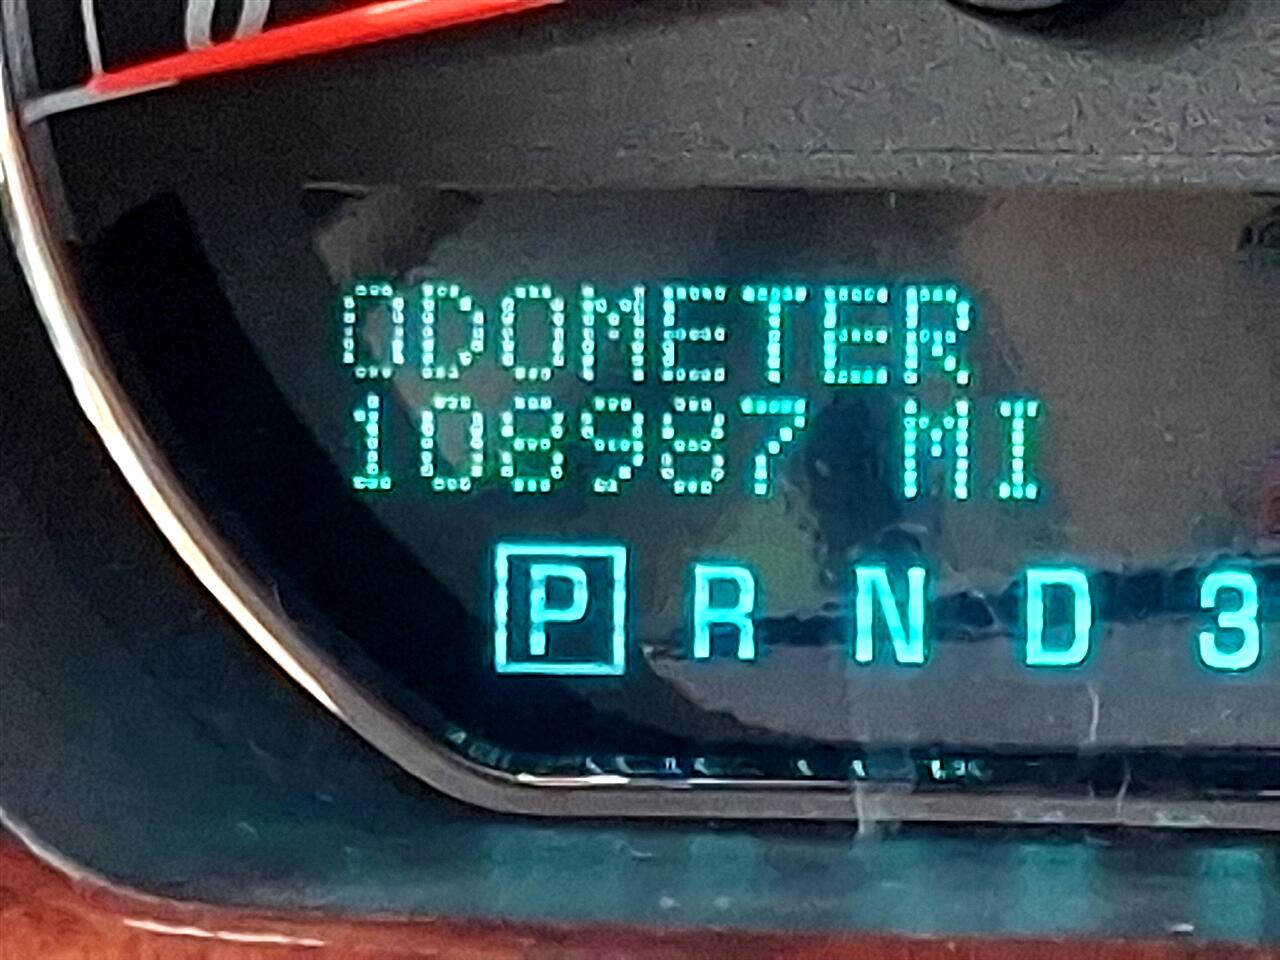 ODOMETER
108987 MI
P R N D 3